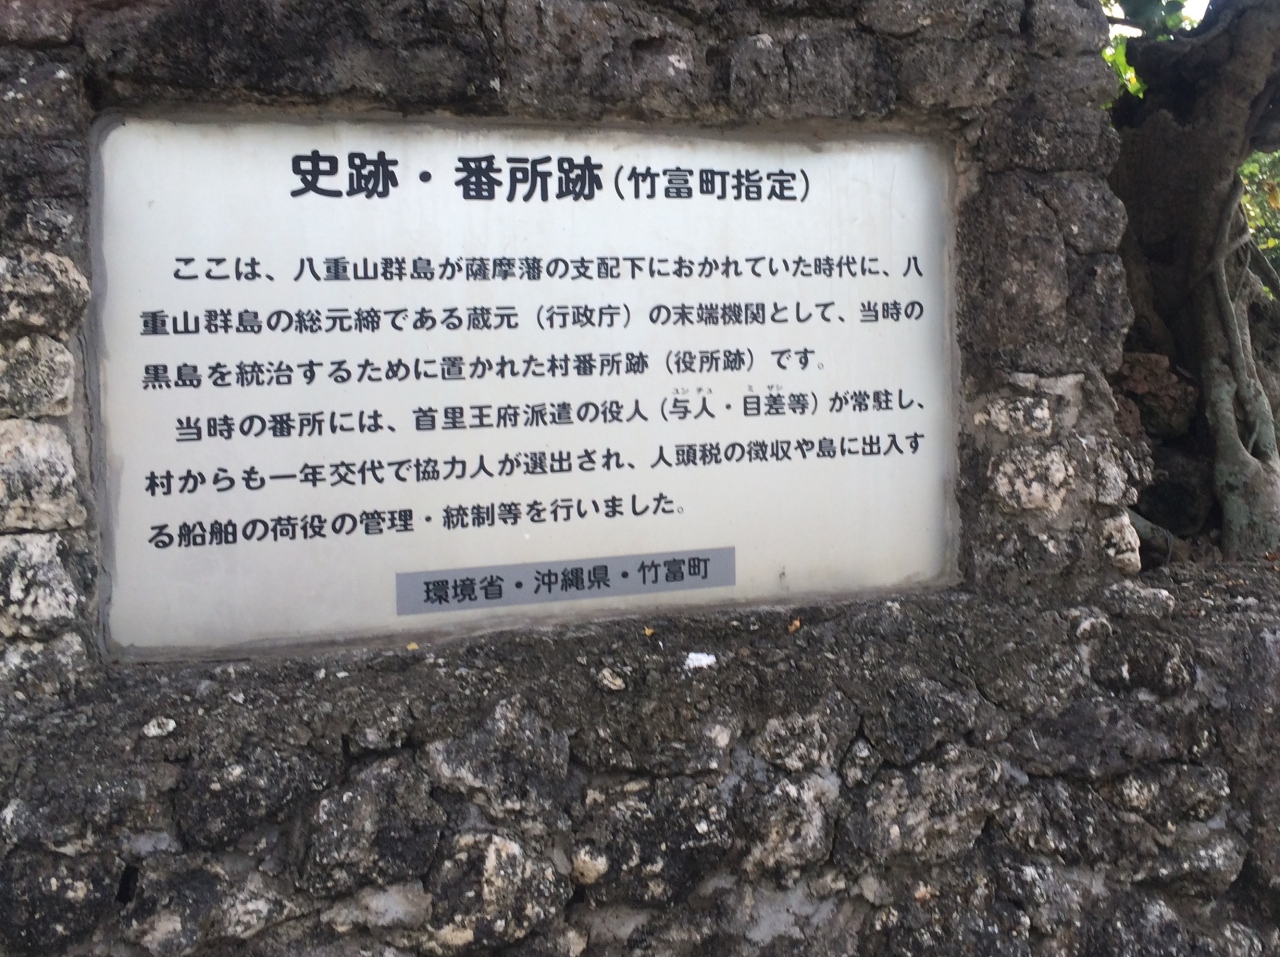 史跡・番所跡(竹富町指定)
ここは、八重山群島が薩摩藩の支配下におかれていた時代に、八
重山群島の総元締である蔵元（行政庁）の末端機関として、当時の
黒島を統治するために置かれた村番所跡（役所跡）です。
ユンチュ ミザシ
当時の番所には、首里王府派遣の役人（与人・目差等）が常駐し、
村からも一年交代で協力人が選出され、人頭税の徴収や島に出入す
る船舶の荷役の管理・統制等を行いました。
環境省・沖縄県・竹富町